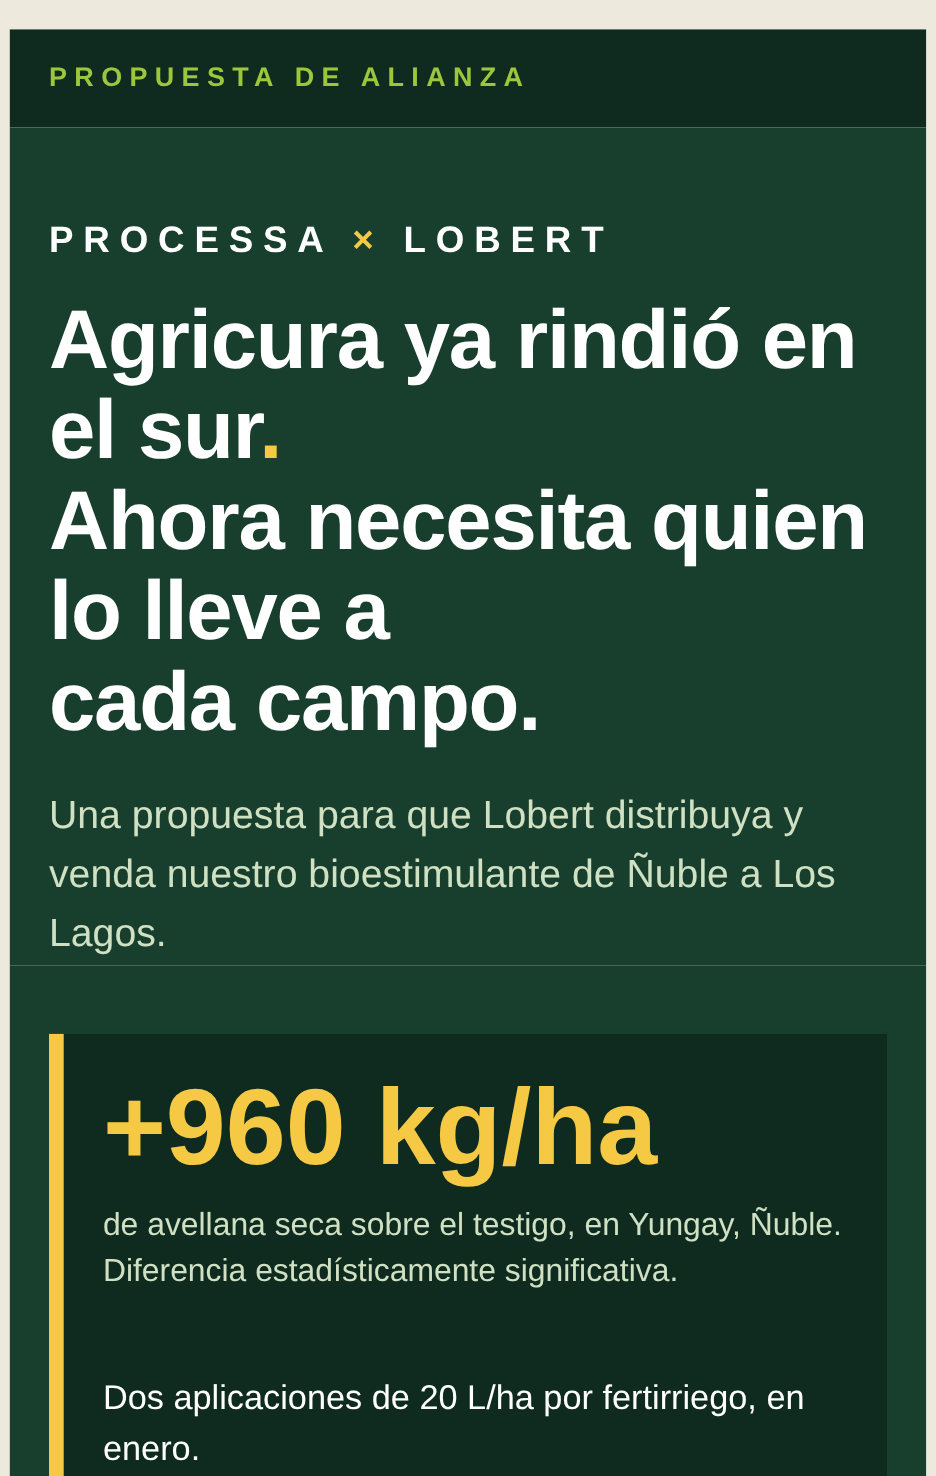 PROPUESTA DE ALIANZA
PROCESSA × LOBERT
Agricura ya rindió en
el sur.
Ahora necesita quien
lo lleve a
cada campo.
Una propuesta para que Lobert distribuya y
venda nuestro bioestimulante de Ñuble a Los
Lagos.
+960 kg/ha
de avellana seca sobre el testigo, en Yungay, Ñuble.
Diferencia estadísticamente significativa.
Dos aplicaciones de 20 L/ha por fertirriego, en
enero.